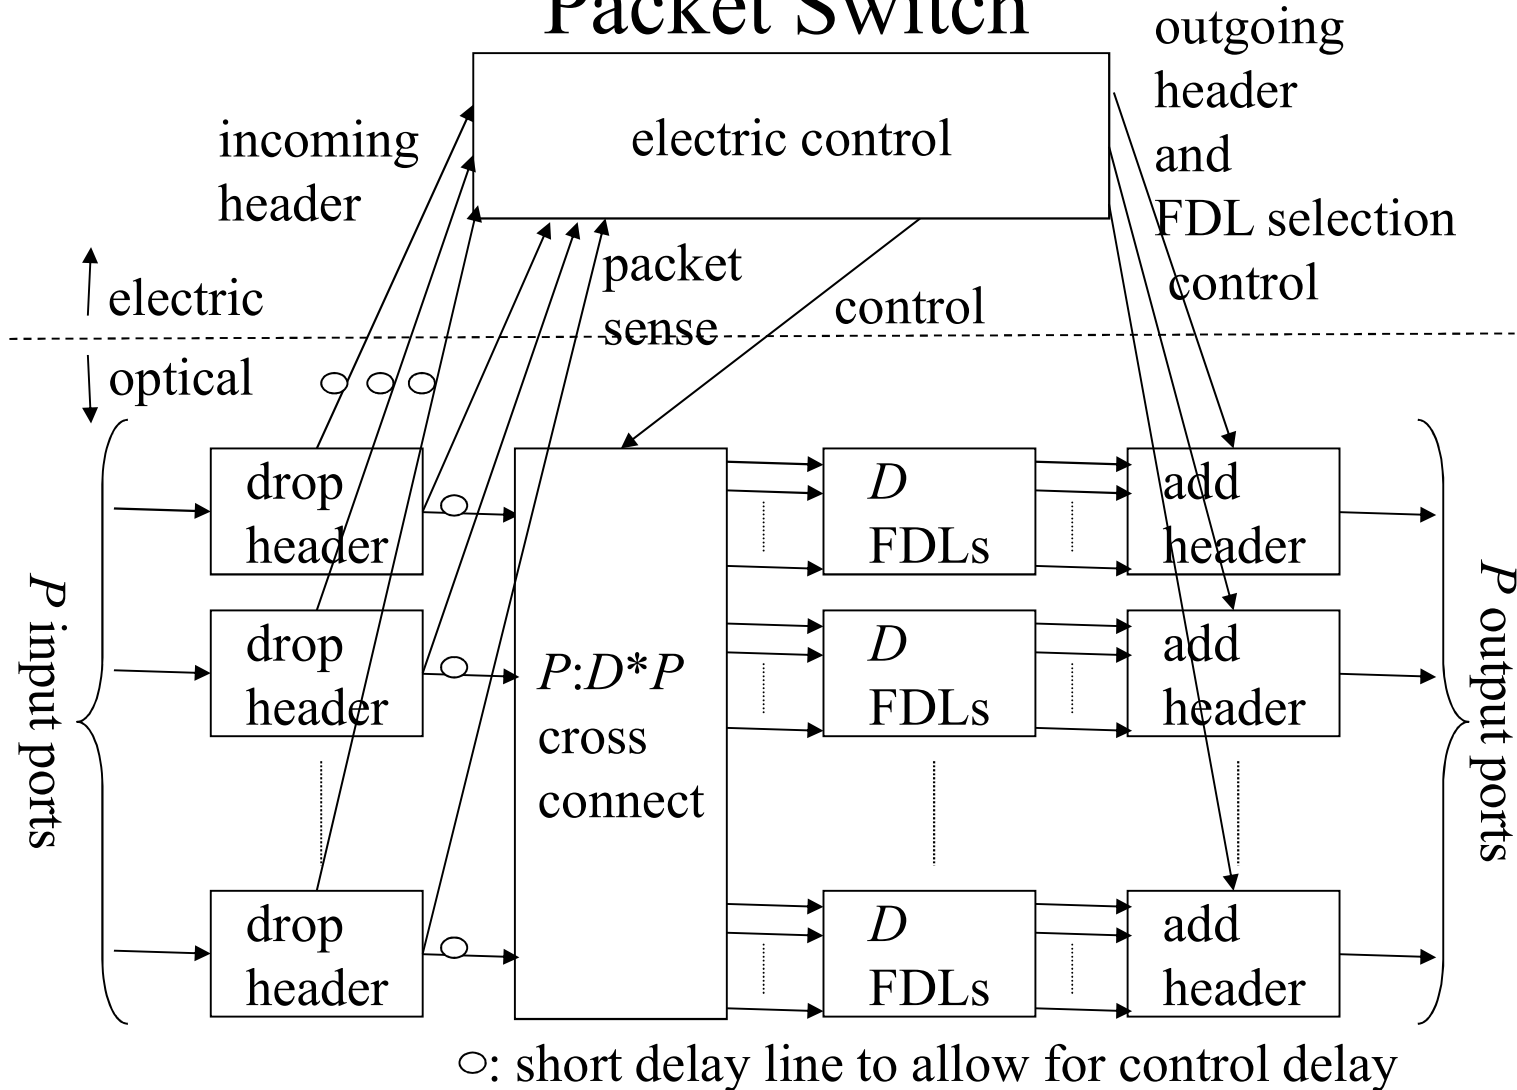 Packet Switch
outgoing
header
and
FDL selection
control
electric control
incoming
header
packet
sense
control
electric
optical
drop
header
D
FDLs
add
header
drop
header
P:D*P
cross
connect
D
FDLs
add
header
drop
header
D
FDLs
add
header
P input ports
P output ports
: short delay line to allow for control delay